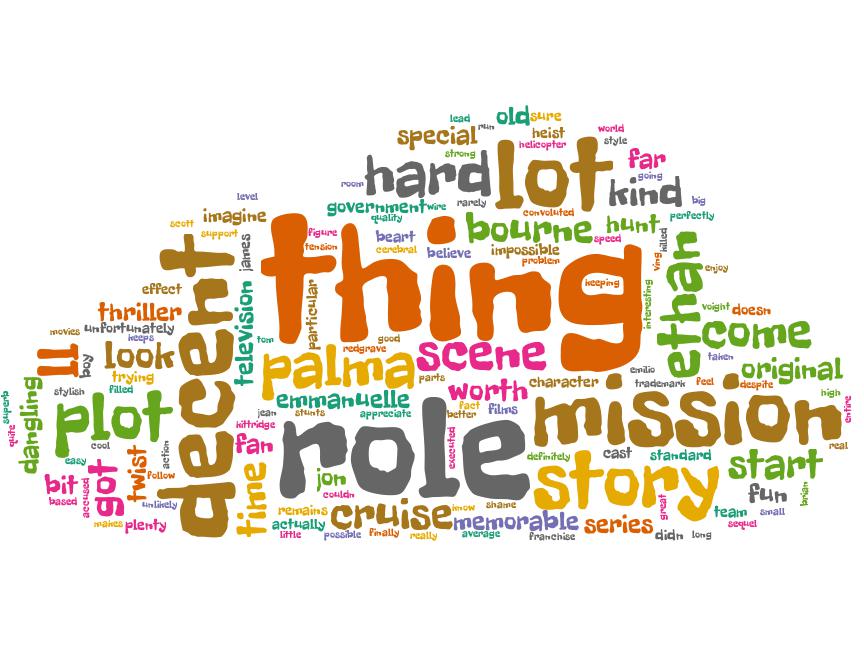 lead
old
sure
special
run
heist
world
helicopter
style
strong
hard
lot
far
going
room
kind
big
level
government
wire
rarely
convoluted
scott
imagine
quality
bourne
hunt
perfectly
support
figure
beart
speed
killed
tension
cerebral
believe
impossible
problem
james
thing
ving
enjoy
decent
keeping
ethan
effect
television
particular
interesting
thriller
voight
doesn
movies
unfortunately
come
keeps
tom
good
redgrave
scene
taken
ll
boy
look
palma
emilio
original
trying
parts
character
trademark
feel
despite
stylish
filled
worth
high
superb
dangling
emmanuelle
fact
films
mission
entire
plot
jean
stunts
appreciate
better
quite
cool
kittridge
role
executed
real
easy
action
fan
definitely
cast
standard
got
twist
follow
story
start
bit
time
jon
fun
based
accused
couldn
brian
unlikely
remains
cruise
know
shame
great
team
small
makes
plenty
actually
memorable
series
sequel
little
possible
finally
really
average
franchise
didn
long